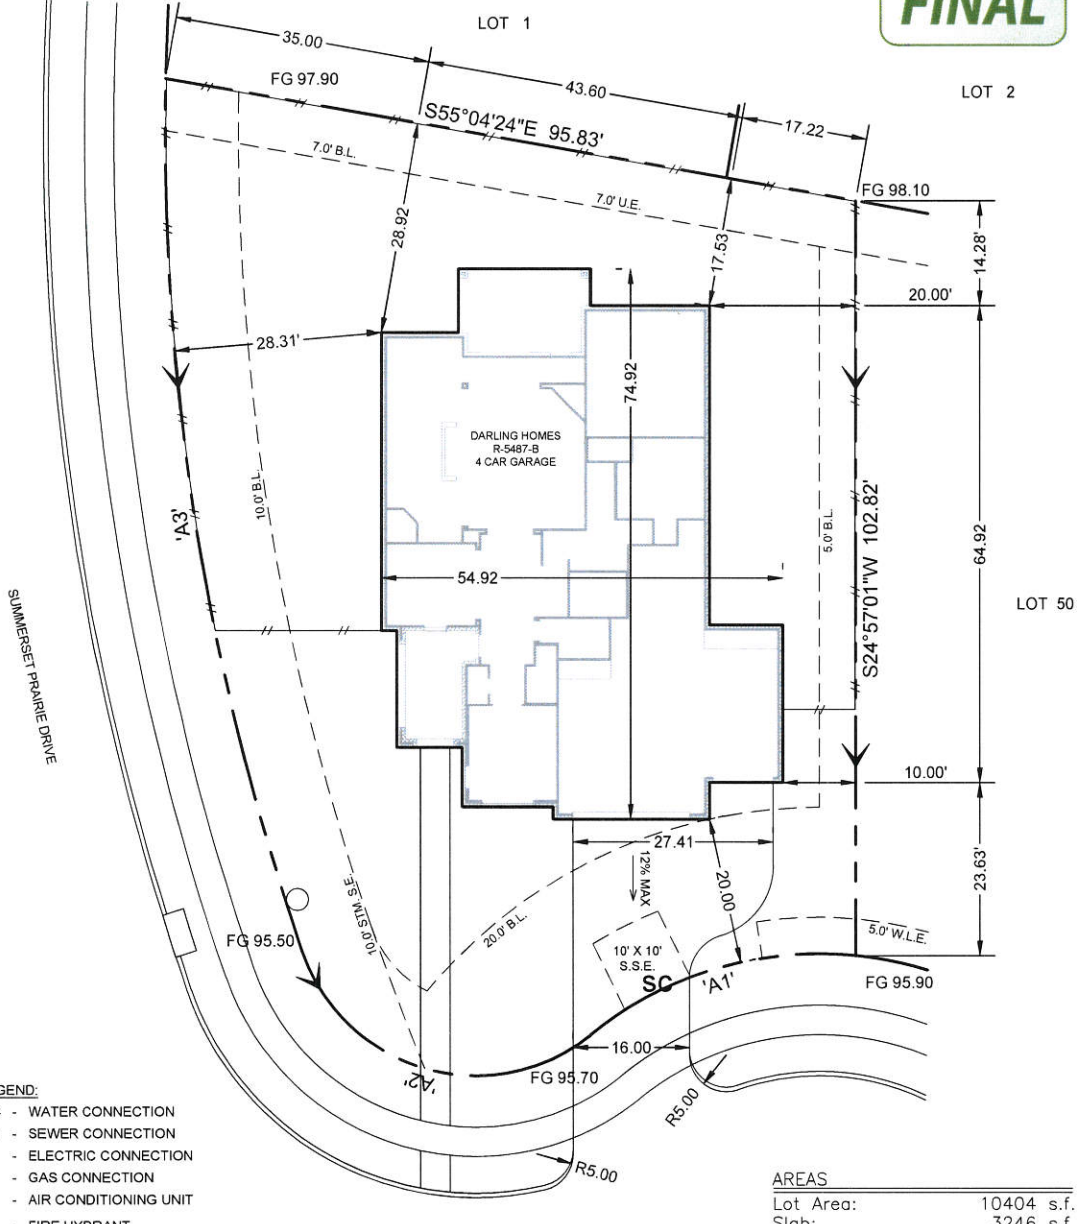 FINAL
LOT 1
LOT 2
35.00
43.60
17.22
FG 97.90
S55°04'24"E 95.83'
7.0' B.L.
7.0' U.E.
FG 98.10
28.92
17.53
14.28'
20.00'
28.31'
74.92
DARLING HOMES
R-5487-B
4 CAR GARAGE
10.0' B.L.
'A3'
5.0' B.L.
S24°57'01"W 102.82'
64.92
54.92
LOT 50
SUMMERSET PRAIRIE DRIVE
10.00'
27.41
12% MAX
20.00
23.63'
10.0' STM. S.E.
20.0' B.L.
5.0' W.L.E.
FG 95.50
10' X 10'
S.S.E.
SC
'A1'
FG 95.90
16.00
'A2'
FG 95.70
R5.00
R5.00
GEND:
- WATER CONNECTION
- SEWER CONNECTION
- ELECTRIC CONNECTION
- GAS CONNECTION
- AIR CONDITIONING UNIT
FIRE HYDRANT
AREAS
Lot Area: 10404 s.f.
Slab: 3246 s.f.